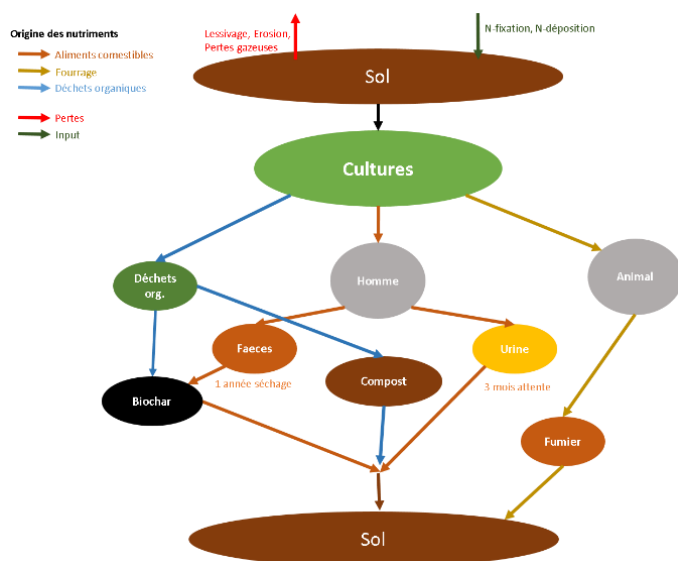 Origine des nutriments
Aliments comestibles
Fourrage
Déchets organiques
Pertes
Input
Lessivage, Erosion,
Pertes gazeuses
N-fixation, N-déposition
Sol
Cultures
Déchets
org.
Homme
Animal
Faeces
Urine
1 année séchage
Compost
3 mois attente
Biochar
Fumier
Sol